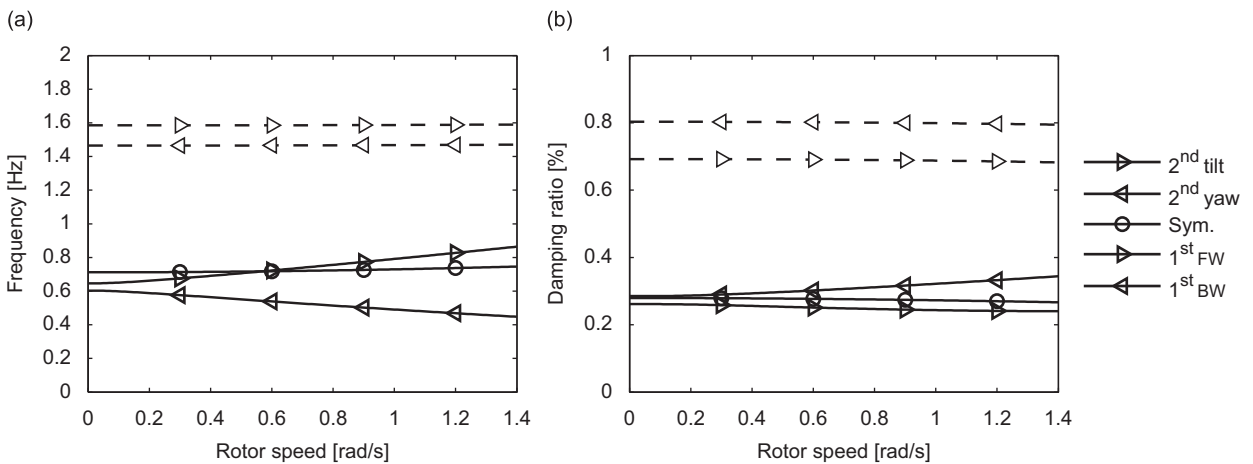 (a)
2
1.8
1.6
1.4
1.2
1
0.8
0.6
0.4
0.2
0
Frequency [Hz]
0 0.2 0.4 0.6 0.8 1 1.2 1.4
Rotor speed [rad/s]
(b)
1
0.8
0.6
0.4
0.2
0
Damping ratio [%]
0 0.2 0.4 0.6 0.8 1 1.2 1.4
Rotor speed [rad/s]
2nd tilt
2nd yaw
Sym.
1st FW
1st BW